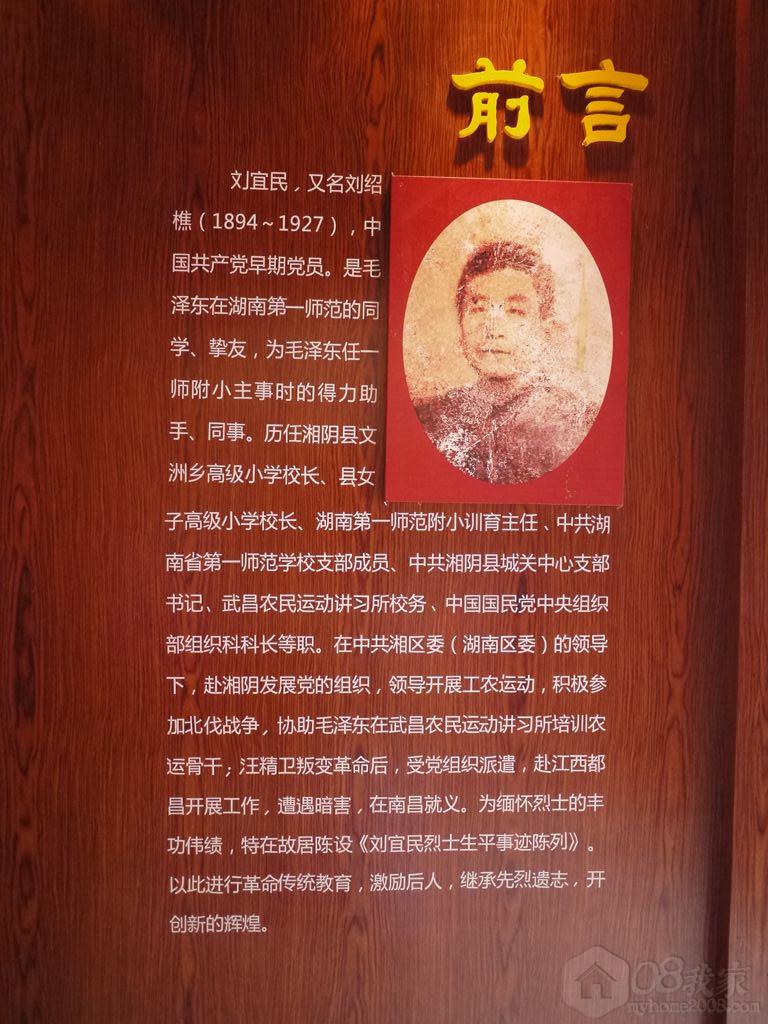 前言
刘宜民，又名刘绍
樵（1894～1927），中
国共产党早期党员。是毛
泽东在湖南第一师范的同
学、挚友，为毛泽东任一
师附小主事时的得力助
手、同事。历任湘阴县文
洲乡高级小学校长、县女
子高级小学校长、湖南第一师范附小训育主任、中共湖
南省第一师范学校支部成员、中共湘阴县城关中心支部
书记、武昌农民运动讲习所校务、中国国民党中央组织
部组织科科长等职。在中共湘区委（湖南区委）的领导
下，赴湘阴发展党的组织，领导开展工农运动，积极参
加北伐战争，协助毛泽东在武昌农民运动讲习所培训农
运骨干；汪精卫叛变革命后，受党组织派遣，赴江西都
昌开展工作，遭遇暗害，在南昌就义。为缅怀烈士的丰
功伟绩，特在故居陈设《刘宜民烈士生平事迹陈列》。
以此进行革命传统教育，激励后人，继承先烈遗志，开
创新的辉煌。
08我家
myhome2008.com